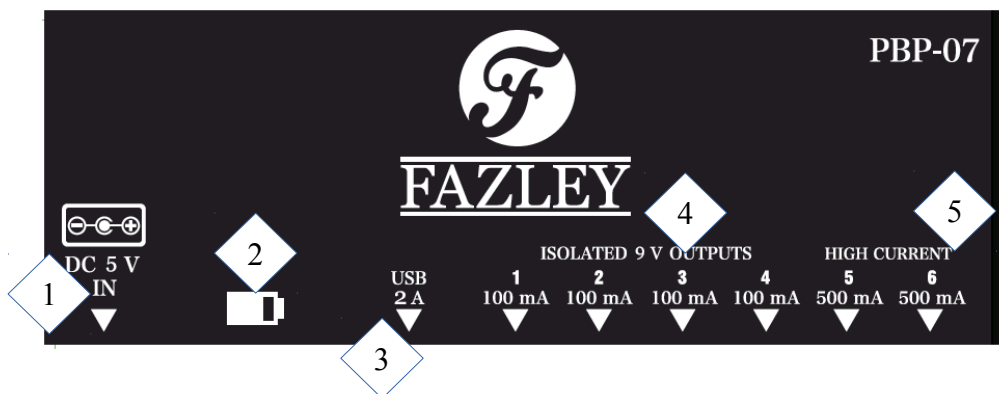 PBP-07
F
FAZLEY
DC 5 V
IN
1
2
USB
2 A
3
4
ISOLATED 9 V OUTPUTS
1 2 3 4
100 mA 100 mA 100 mA 100 mA
5
HIGH CURRENT
5 6
500 mA 500 mA